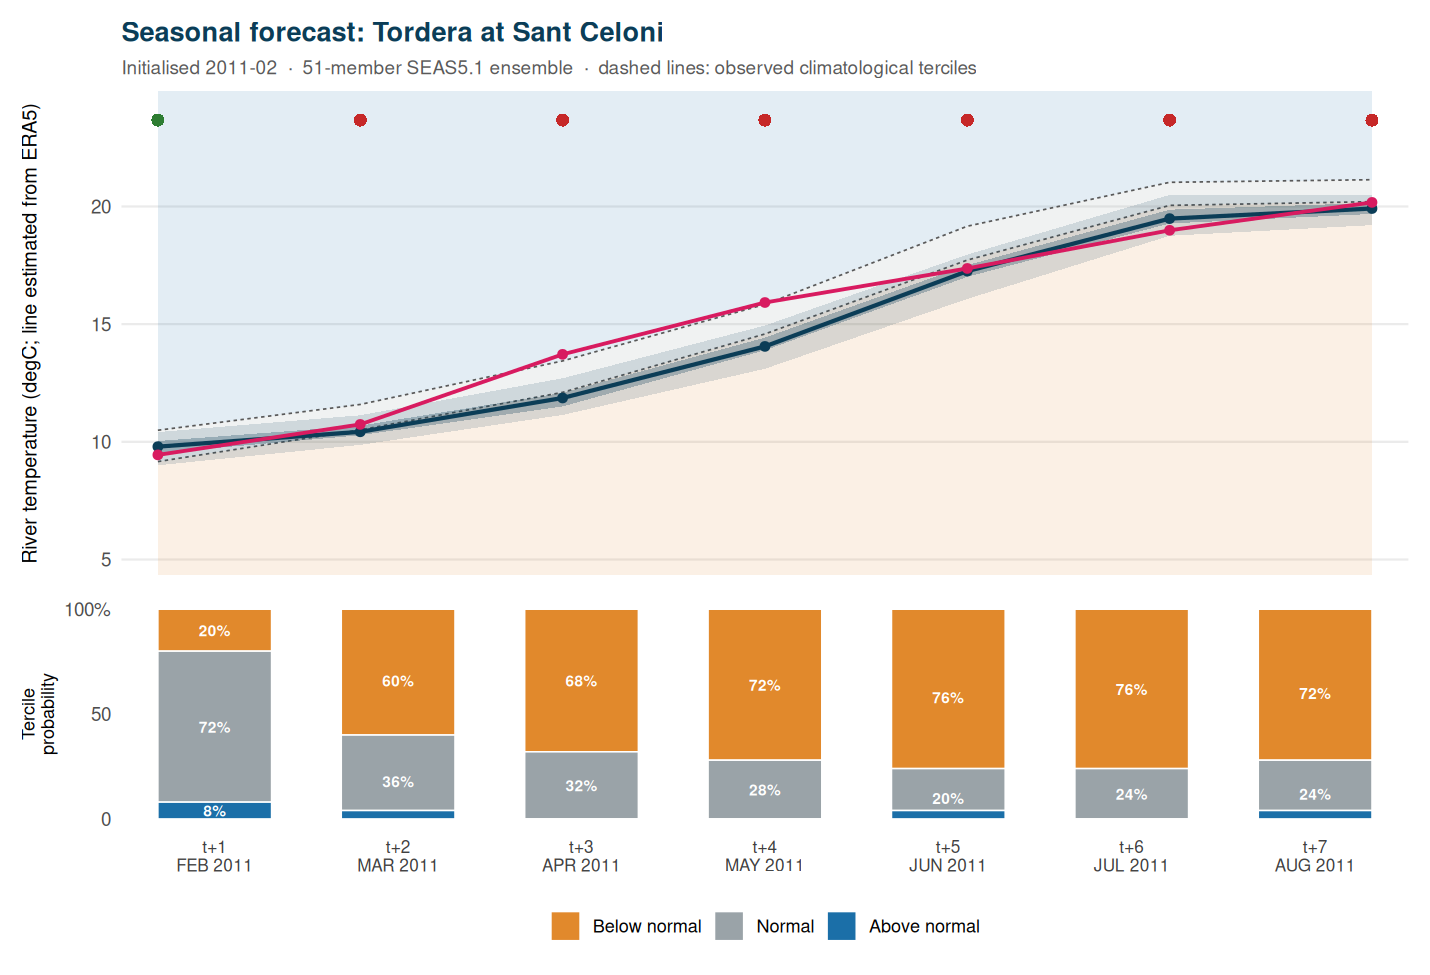 Seasonal forecast: Tordera at Sant Celoni
Initialised 2011-02 · 51-member SEAS5.1 ensemble · dashed lines: observed climatological terciles
River temperature (degC; line estimated from ERA5)
20
15
10
5
Tercile
probability
100%
50
0
20%
72%
8%
60%
36%
68%
32%
72%
28%
76%
20%
76%
24%
72%
24%
t+1
FEB 2011
t+2
MAR 2011
t+3
APR 2011
t+4
MAY 2011
t+5
JUN 2011
t+6
JUL 2011
t+7
AUG 2011
Below normal
Normal
Above normal